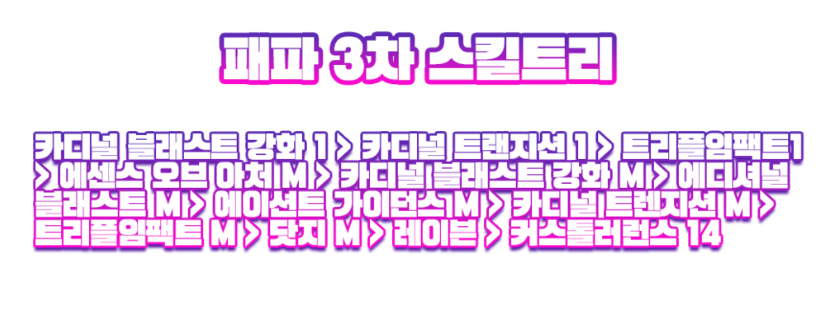 패파 3차 스킬트리
카디널 블래스트 강화 1 > 카디널 트랜지션 1 > 트리플임팩트1
> 에센스 오브 아처 M > 카디널 블래스트 강화 M > 에디셔널
블래스트 M > 에이션트 가이던스 M > 카디널 트렌지션 M >
트리플임팩트 M > 닷지 M > 레이븐 > 커스톨러런스 14